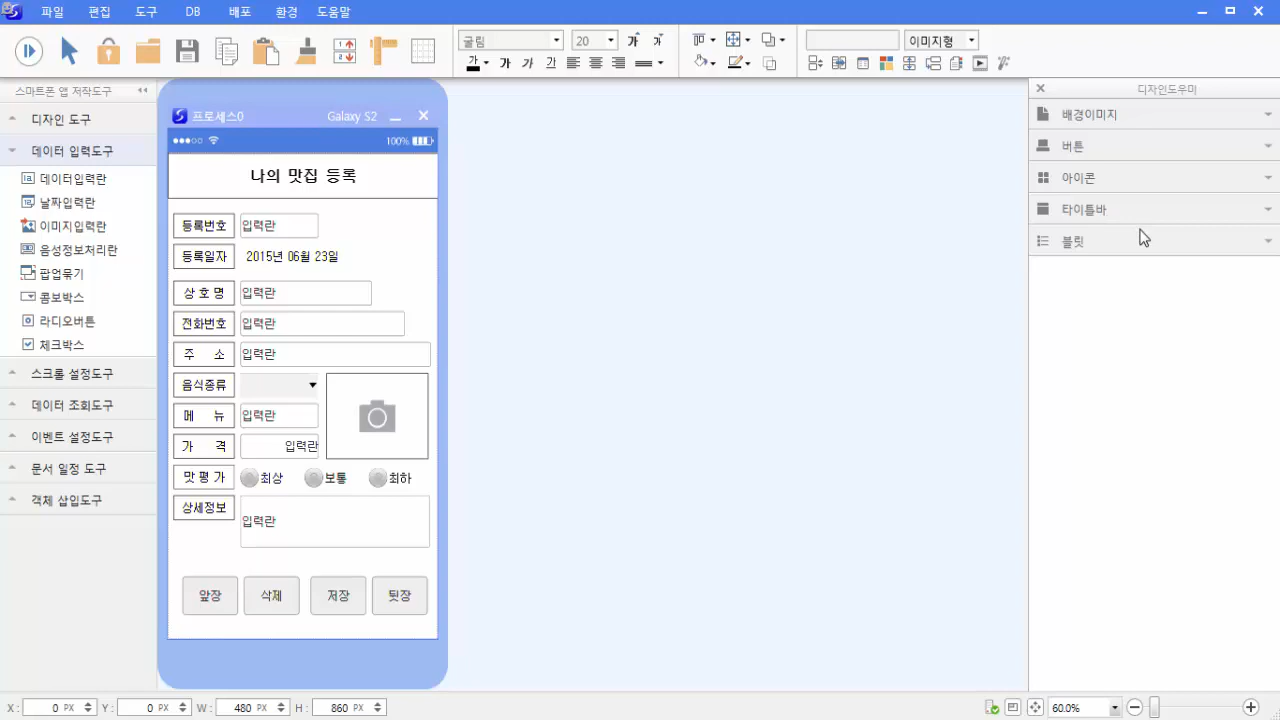 파일 편집 도구 DB 배포 환경 도움말
굴림 20 가 가 이미지형
가 가 가 가
스마트폰 앱 저작도구
디자인 도구
데이터 입력도구
데이터입력란
날짜입력란
이미지입력란
음성정보처리란
팝업묶기
콤보박스
라디오버튼
체크박스
스크롤 설정도구
데이터 조회도구
이벤트 설정도구
문서 일정 도구
객체 삽입도구
프로세스0 Galaxy S2
100%
나의 맛집 등록
등록번호 입력란
등록일자 2015년 06월 23일
상 호 명 입력란
전화번호 입력란
주 소 입력란
음식종류
메 뉴 입력란
가 격 입력란
맛 평 가 최상 보통 최하
상세정보 입력란
앞장 삭제 저장 뒷장
디자인도우미
배경이미지
버튼
아이콘
타이틀바
불릿
X : 0 PX Y : 0 PX W : 480 PX H : 860 PX 60.0%